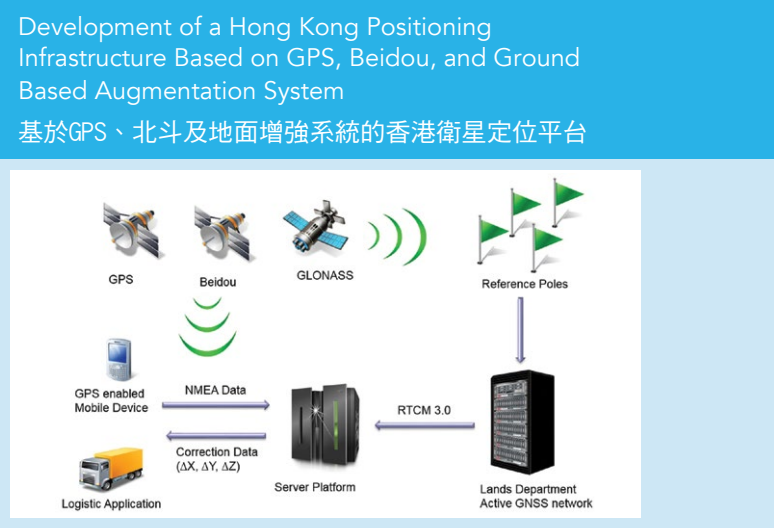 Development of a Hong Kong Positioning
Infrastructure Based on GPS, Beidou, and Ground
Based Augmentation System
基於GPS、北斗及地面增強系統的香港衛星定位平台
GPS
Beidou
GLONASS
Reference Poles
GPS enabled
Mobile Device
NMEA Data
RTCM 3.0
Correction Data
(ΔX, ΔY, ΔZ)
Logistic Application
Server Platform
Lands Department
Active GNSS network